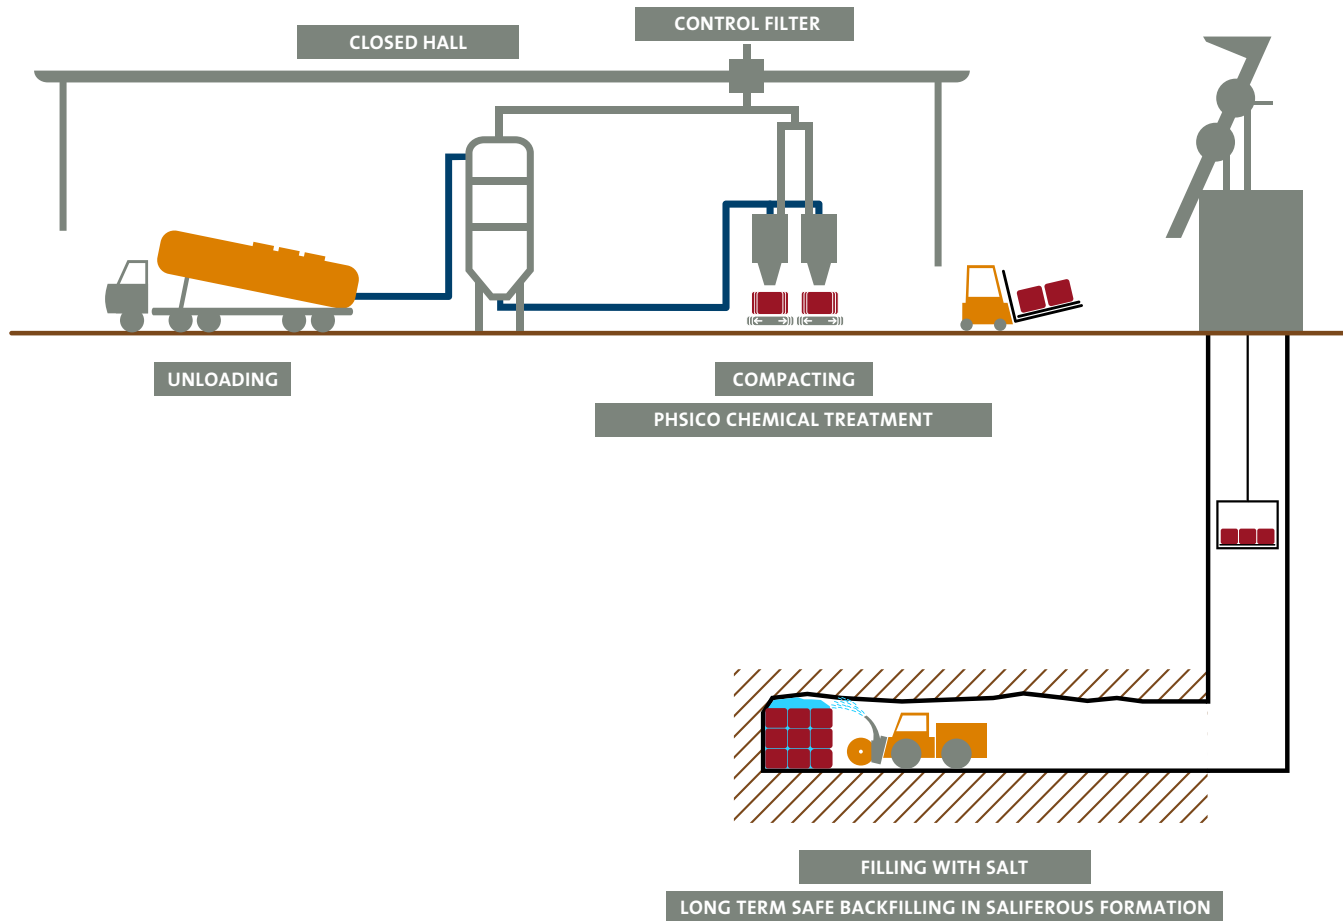 CONTROL FILTER
CLOSED HALL
UNLOADING
COMPACTING
PHSICO CHEMICAL TREATMENT
FILLING WITH SALT
LONG TERM SAFE BACKFILLING IN SALIFEROUS FORMATION